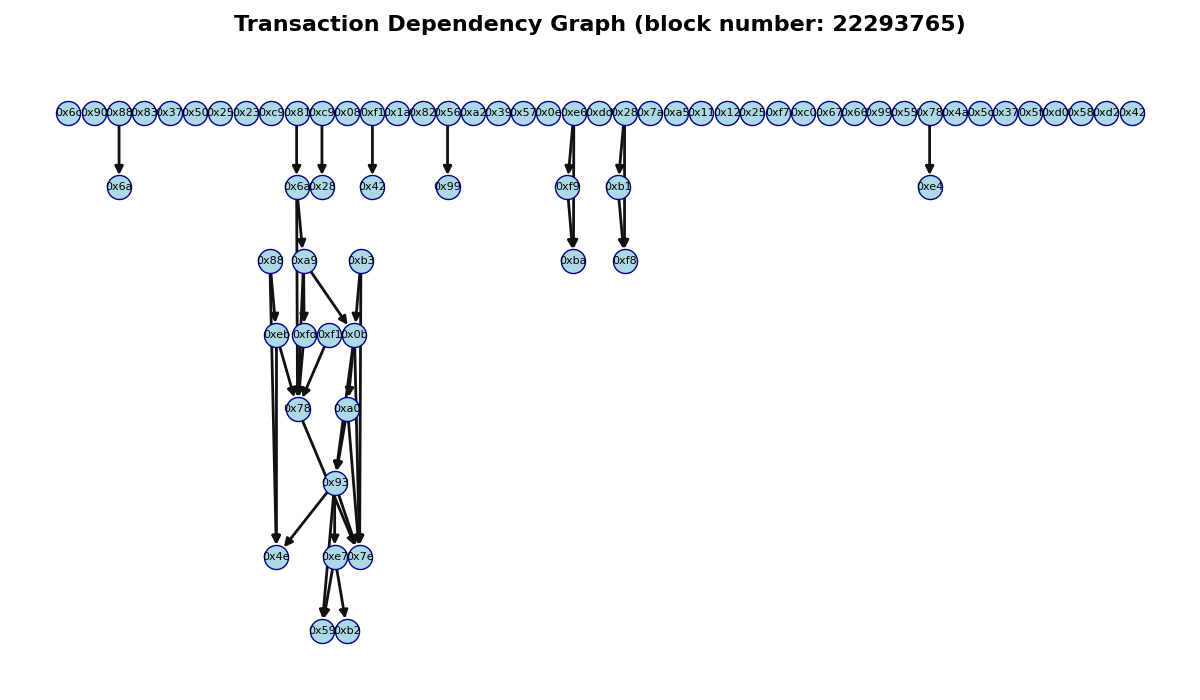 Transaction Dependency Graph (block number: 22293765)
0x6c 0x90 0x88 0x83 0x37 0x50 0x25 0x23 0xc9 0x81 0xc9 0x08 0xf1 0x1a 0x82 0x56 0xa2 0x39 0x57 0x0e 0xe6 0xdd 0x28 0x7a 0xa5 0x11 0x12 0x25 0xf7 0xc0 0x67 0x66 0x99 0x55 0x78 0x4a 0x5c 0x37 0x5f 0xd0 0x58 0xd2 0x42
0x6a 0x6a 0x28 0x42 0x99 0xf9 0xb1 0xe4
0x88 0xa9 0xb3 0xba 0xf8
0xeb 0xf1 0x0b
0x78 0xa0
0x93
0x4e 0xe7 0x7e
0x59 0xb2